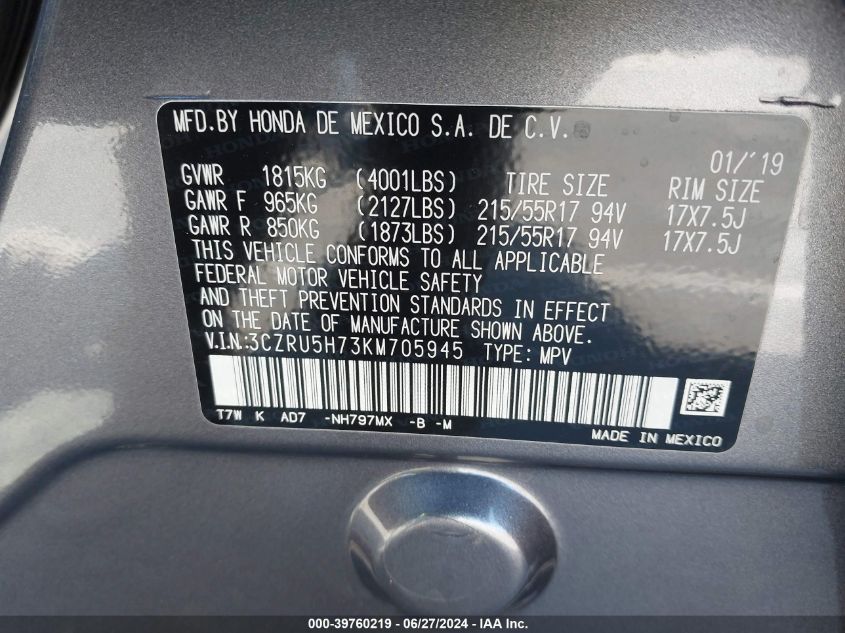 MFD.BY HONDA DE MEXICO S.A. DE C.V.
01/'19
GVWR 1815KG (4001LBS) TIRE SIZE RIM SIZE
GAWR F 965KG (2127LBS) 215/55R17 94V 17X7.5J
GAWR R 850KG (1873LBS) 215/55R17 94V 17X7.5J
THIS VEHICLE CONFORMS TO ALL APPLICABLE
FEDERAL MOTOR VEHICLE SAFETY
AND THEFT PREVENTION STANDARDS IN EFFECT
ON THE DATE OF MANUFACTURE SHOWN ABOVE.
V.I.N.:3CZRU5H73KM705945 TYPE: MPV
T7W K AD7 -NH797MX -B -M
MADE IN MEXICO
000-39760219 - 06/27/2024 - IAA Inc.